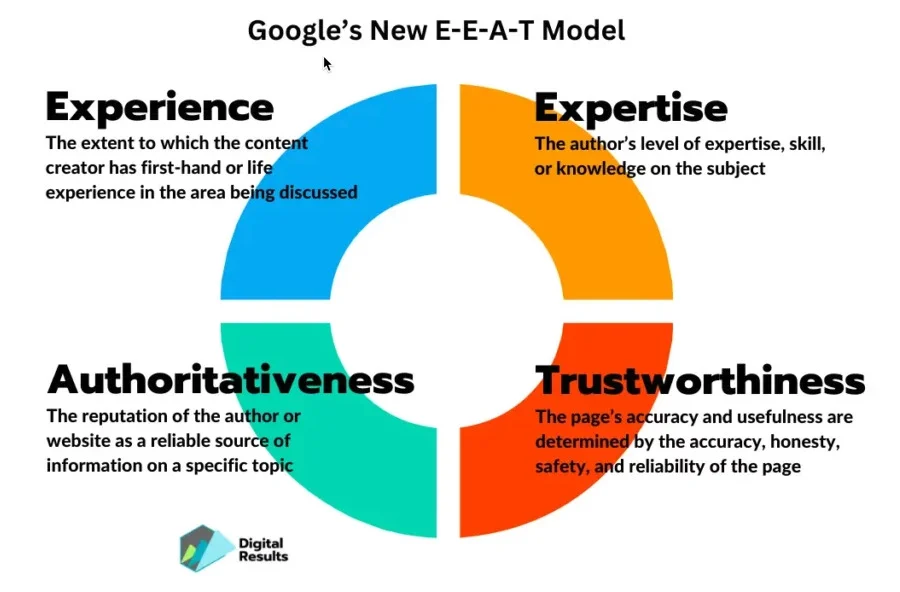 Google’s New E-E-A-T Model
Experience
The extent to which the content
creator has first-hand or life
experience in the area being discussed
Expertise
The author’s level of expertise, skill,
or knowledge on the subject
Authoritativeness
The reputation of the author or
website as a reliable source of
information on a specific topic
Trustworthiness
The page’s accuracy and usefulness are
determined by the accuracy, honesty,
safety, and reliability of the page
Digital
Results